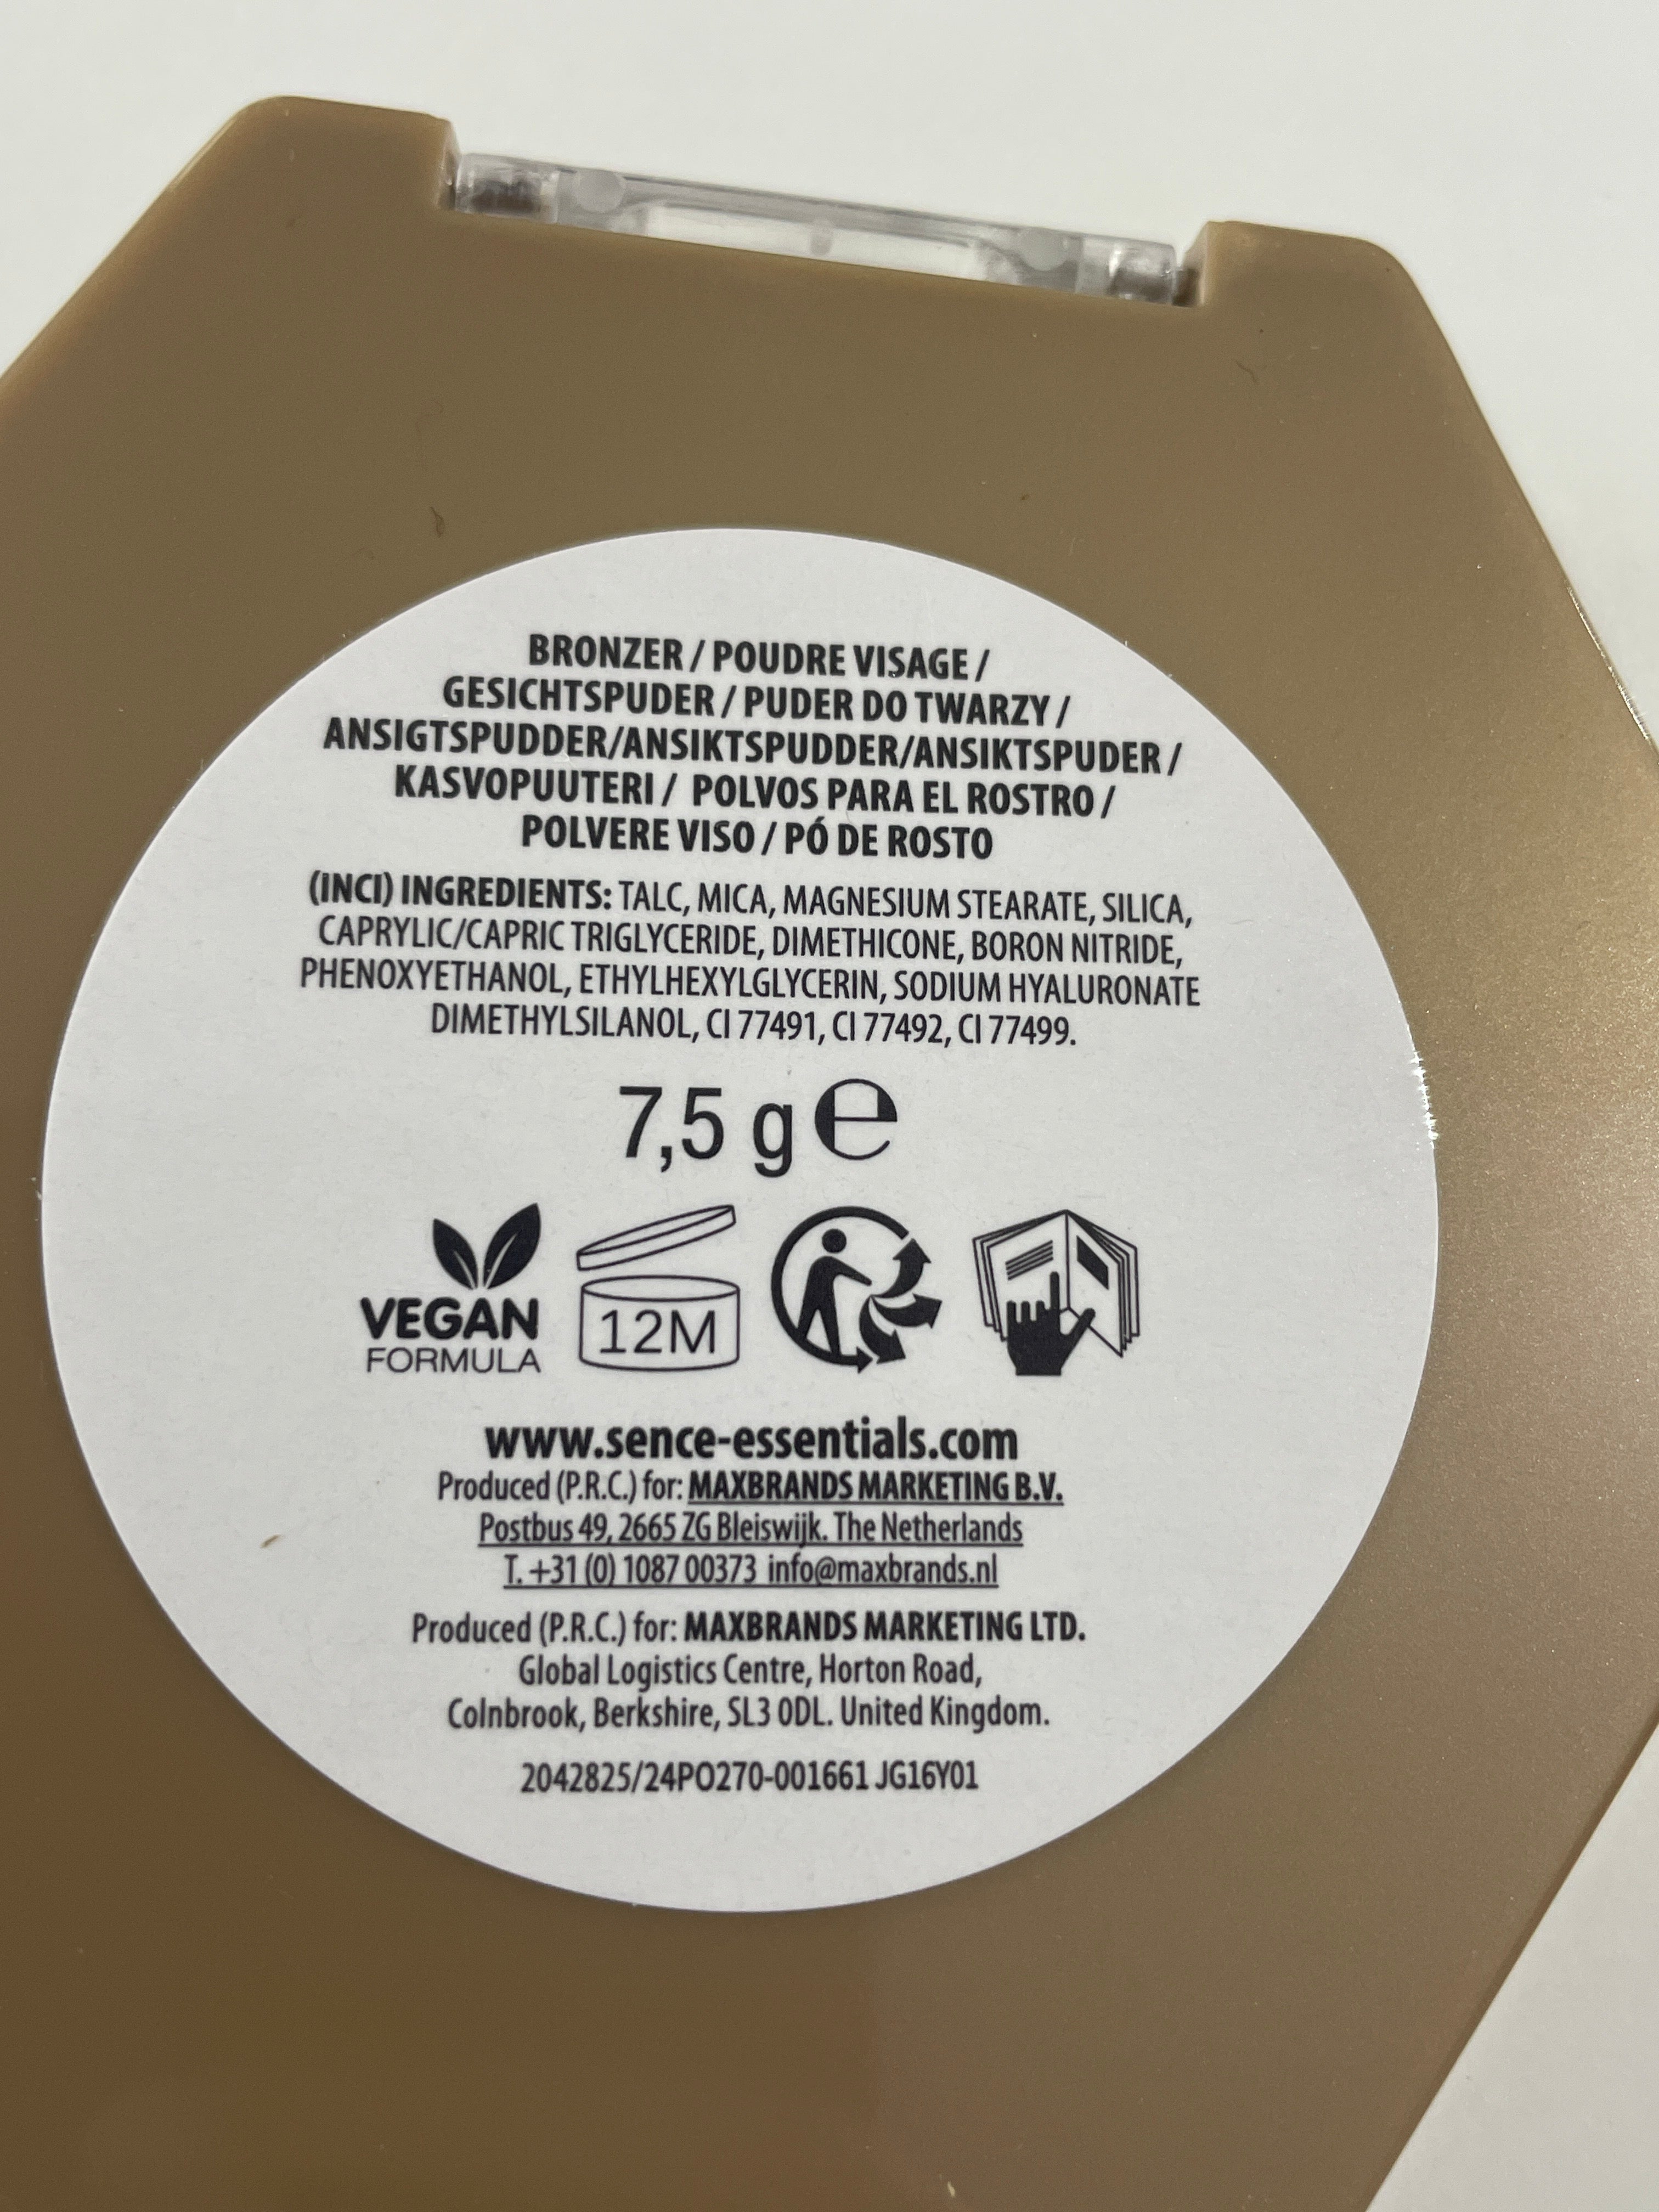 BRONZER / POUDRE VISAGE /
GESICHTSPUDER / PUDER DO TWARZY /
ANSIGTSPUDDER/ANSIKTSPUDDER/ANSIKTSPUDER /
KASVOPUUTERI / POLVOS PARA EL ROSTRO /
POLVERE VISO / PÓ DE ROSTO
(INCI) INGREDIENTS: TALC, MICA, MAGNESIUM STEARATE, SILICA,
CAPRYLIC/CAPRIC TRIGLYCERIDE, DIMETHICONE, BORON NITRIDE,
PHENOXYETHANOL, ETHYLHEXYLGLYCERIN, SODIUM HYALURONATE
DIMETHYLSILANOL, CI 77491, CI 77492, CI 77499.
7,5 g ℮
VEGAN
FORMULA
12M
www.sence-essentials.com
Produced (P.R.C.) for: MAXBRANDS MARKETING B.V.
Postbus 49, 2665 ZG Bleiswijk. The Netherlands
T. +31 (0) 1087 00373 info@maxbrands.nl
Produced (P.R.C.) for: MAXBRANDS MARKETING LTD.
Global Logistics Centre, Horton Road,
Colnbrook, Berkshire, SL3 0DL. United Kingdom.
2042825/24PO270-001661 JG16Y01